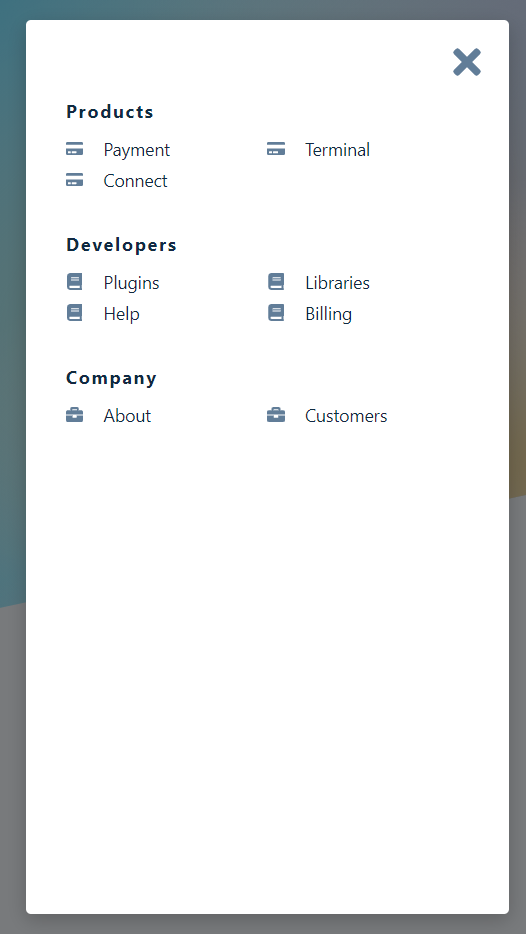 Products
Payment Terminal
Connect
Developers
Plugins Libraries
Help Billing
Company
About Customers